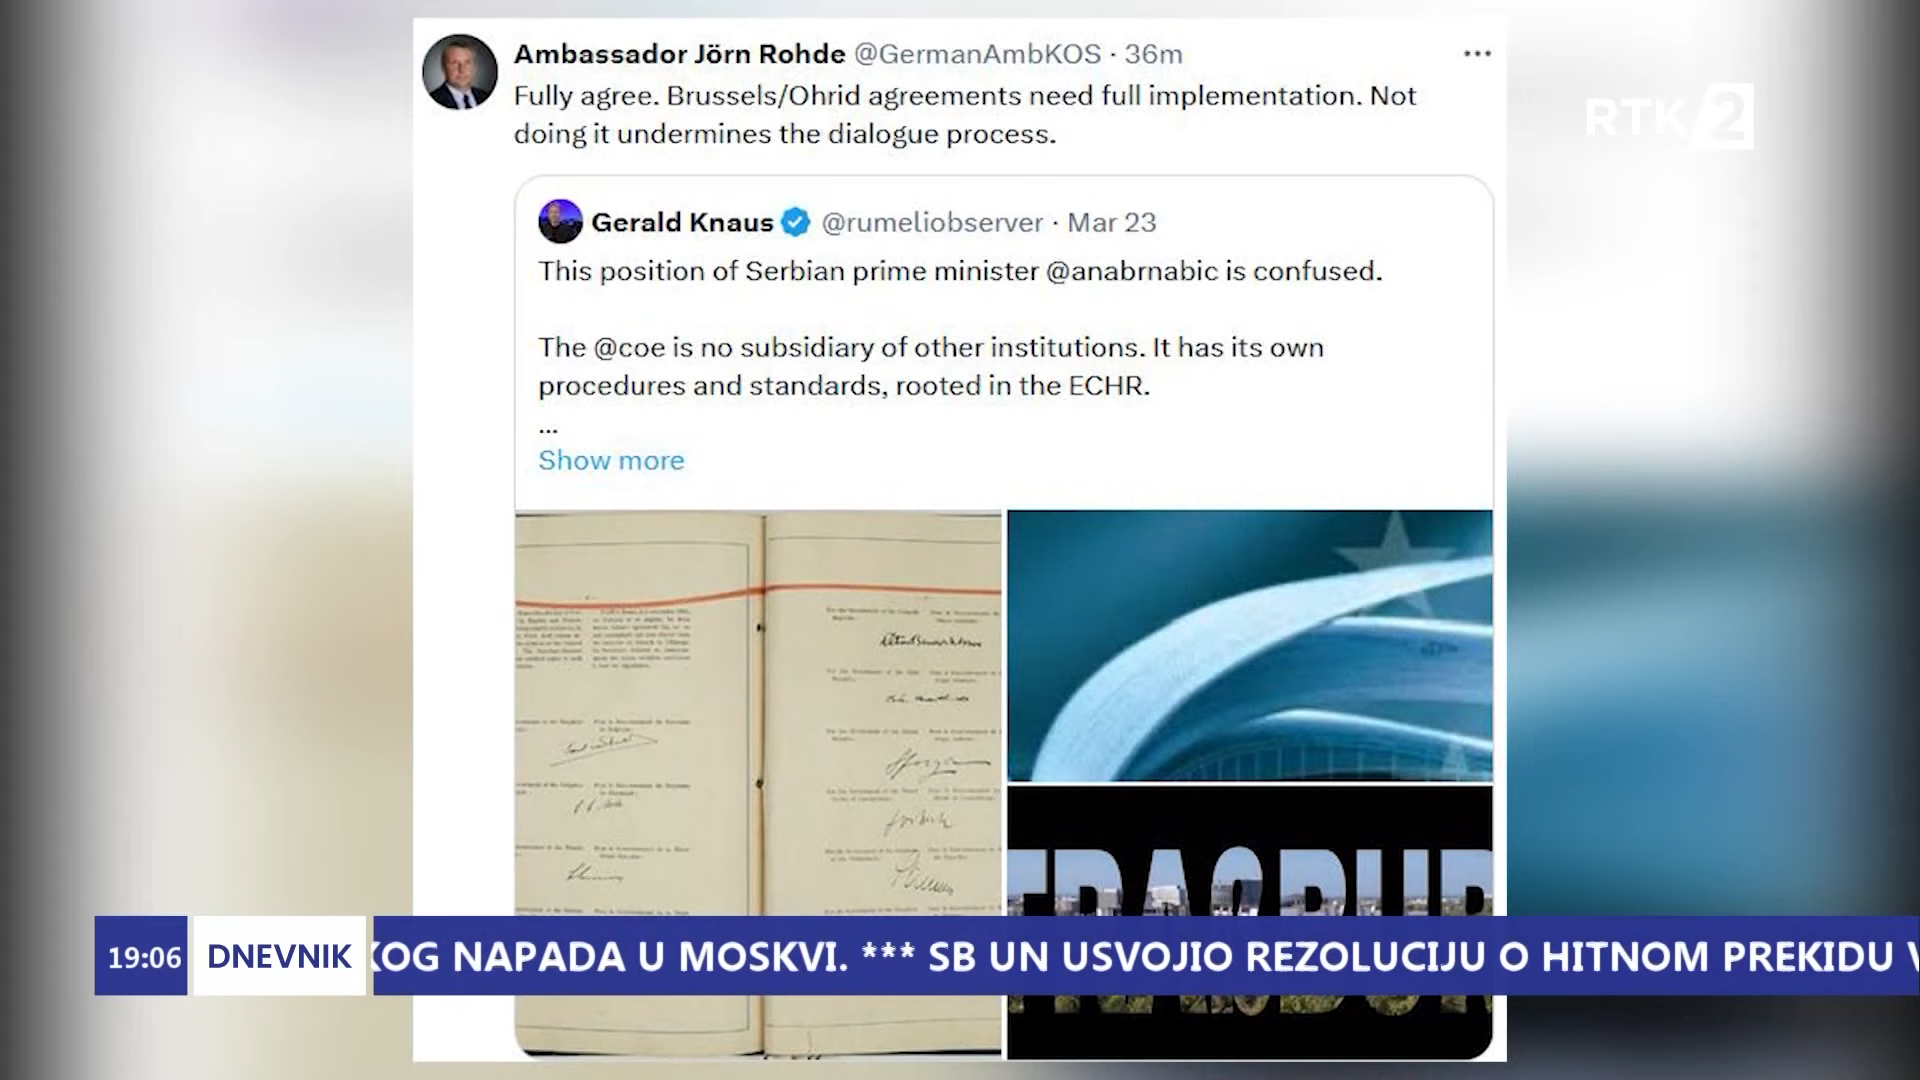 Ambassador Jörn Rohde @GermanAmbKOS · 36m
Fully agree. Brussels/Ohrid agreements need full implementation. Not
doing it undermines the dialogue process.
RTK 2
Gerald Knaus @rumeliobserver · Mar 23
This position of Serbian prime minister @anabrnabic is confused.
The @coe is no subsidiary of other institutions. It has its own
procedures and standards, rooted in the ECHR.
...
Show more
TRASBUR
19:06 DNEVNIK KOG NAPADA U MOSKVI. *** SB UN USVOJIO REZOLUCIJU O HITNOM PREKIDU V